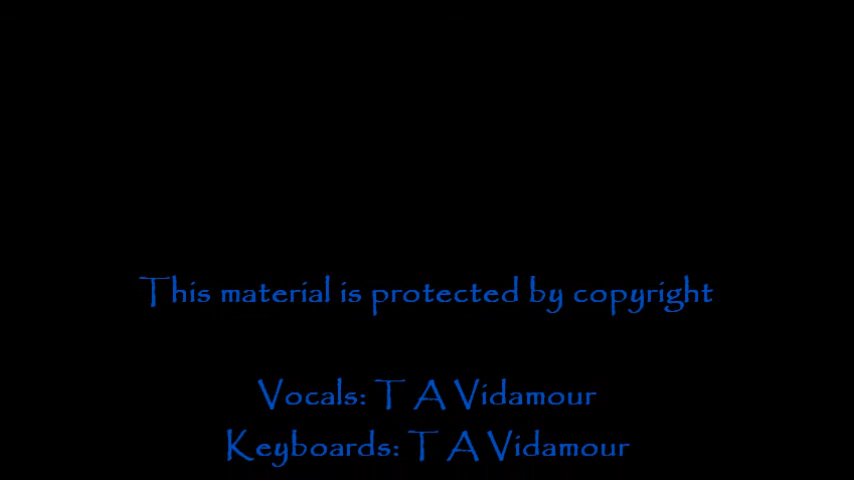 This material is protected by copyright
Vocals: T A Vidamour
Keyboards: T A Vidamour